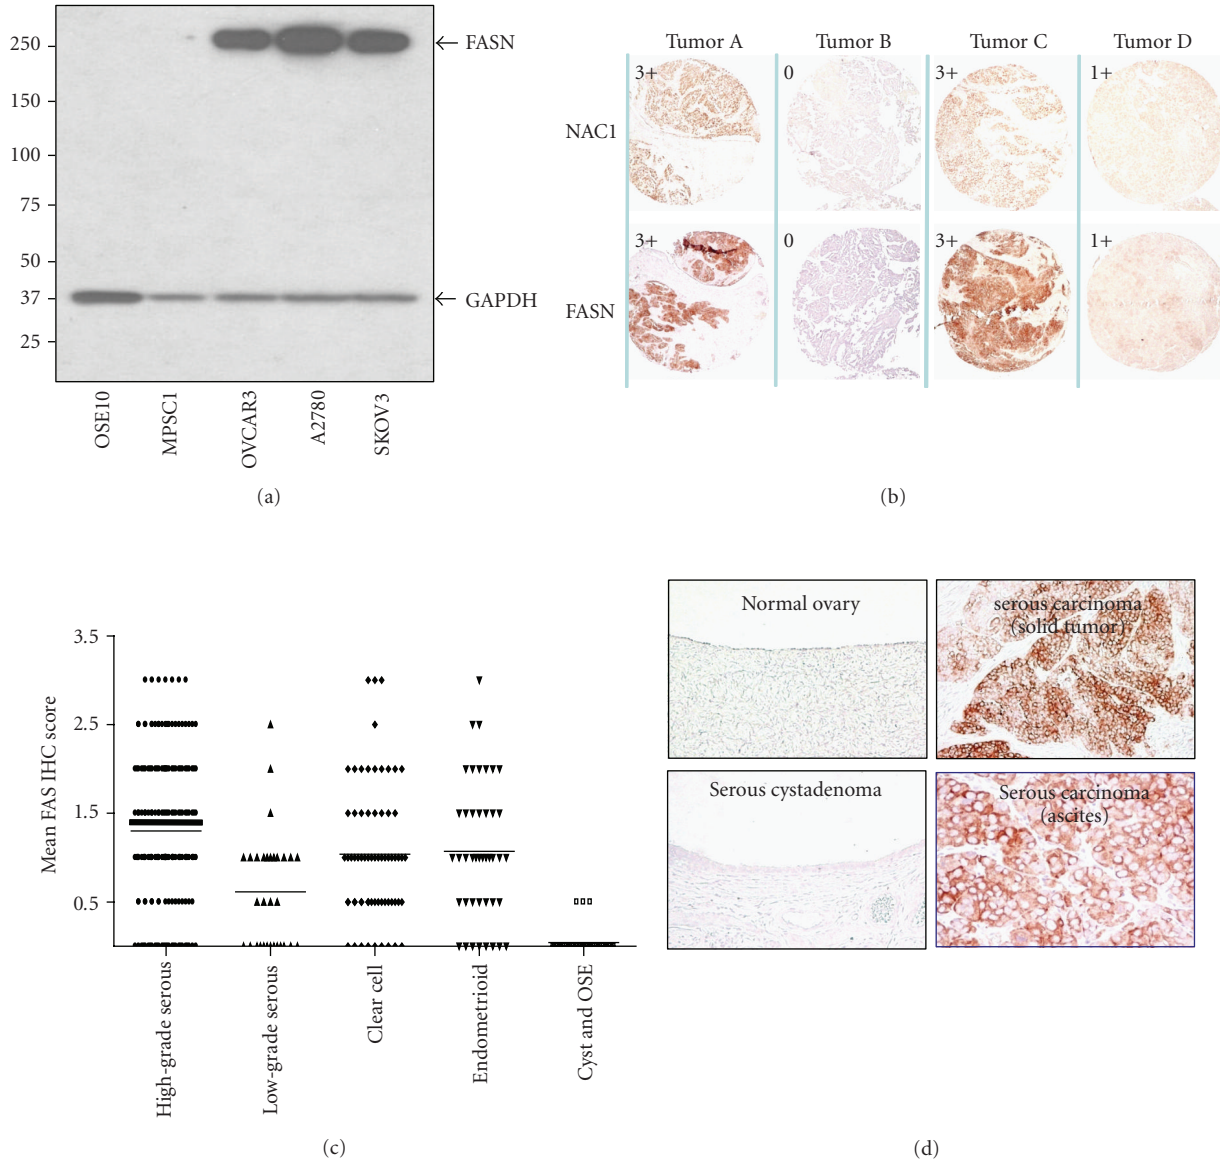 250
150
100
75
50
37
25
FASN
GAPDH
OSE10
MPSC1
OVCAR3
A2780
SKOV3
(a)
Tumor A
Tumor B
Tumor C
Tumor D
NAC1
3+
0
3+
1+
FASN
3+
0
3+
1+
(b)
Mean FAS IHC score
3.5
2.5
1.5
0.5
High-grade serous
Low-grade serous
Clear cell
Endometrioid
Cyst and OSE
(c)
Normal ovary
serous carcinoma
(solid tumor)
Serous cystadenoma
Serous carcinoma
(ascites)
(d)